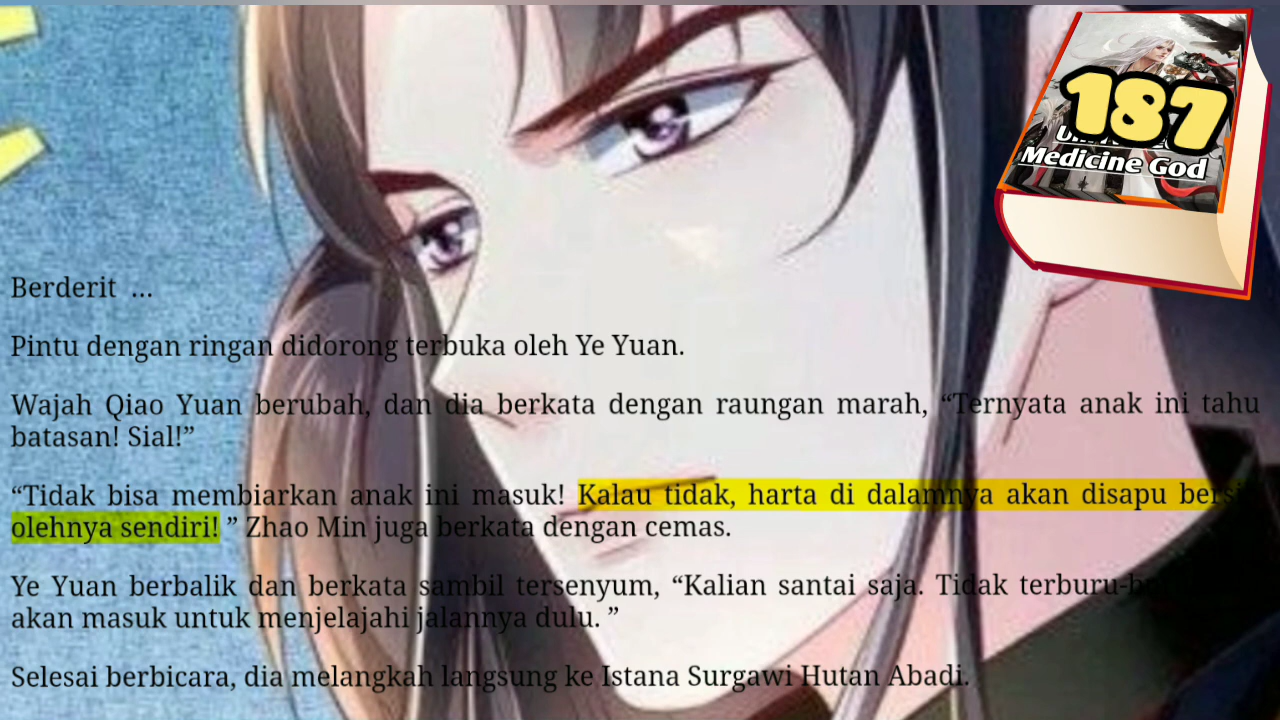 187
Medicine God
Berderit ...
Pintu dengan ringan didorong terbuka oleh Ye Yuan.
Wajah Qiao Yuan berubah, dan dia berkata dengan raungan marah, “Ternyata anak ini tahu
batasan! Sial!”
“Tidak bisa membiarkan anak ini masuk! Kalau tidak, harta di dalamnya akan disapu
olehnya sendiri! ” Zhao Min juga berkata dengan cemas.
Ye Yuan berbalik dan berkata sambil tersenyum, “Kalian santai saja. Tidak
akan masuk untuk menjelajahi jalannya dulu. ”
Selesai berbicara, dia melangkah langsung ke Istana Surgawi Hutan Abadi.